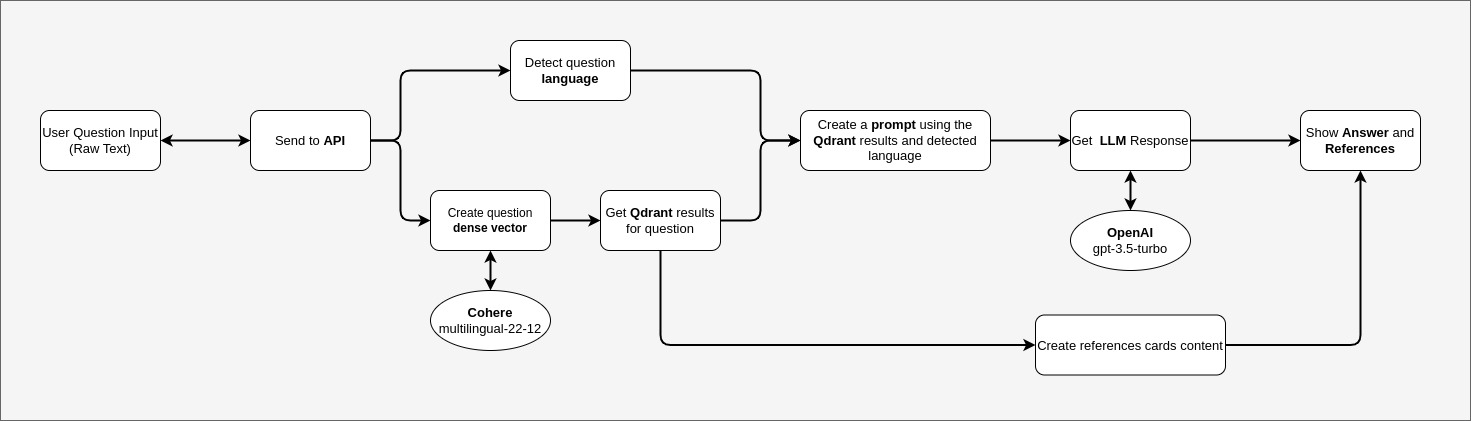 User Question Input
(Raw Text)
Send to API
Detect question
language
Create question
dense vector
Cohere
multilingual-22-12
Get Qdrant results
for question
Create a prompt using the
Qdrant results and detected
language
Get LLM Response
OpenAI
gpt-3.5-turbo
Create references cards content
Show Answer and
References